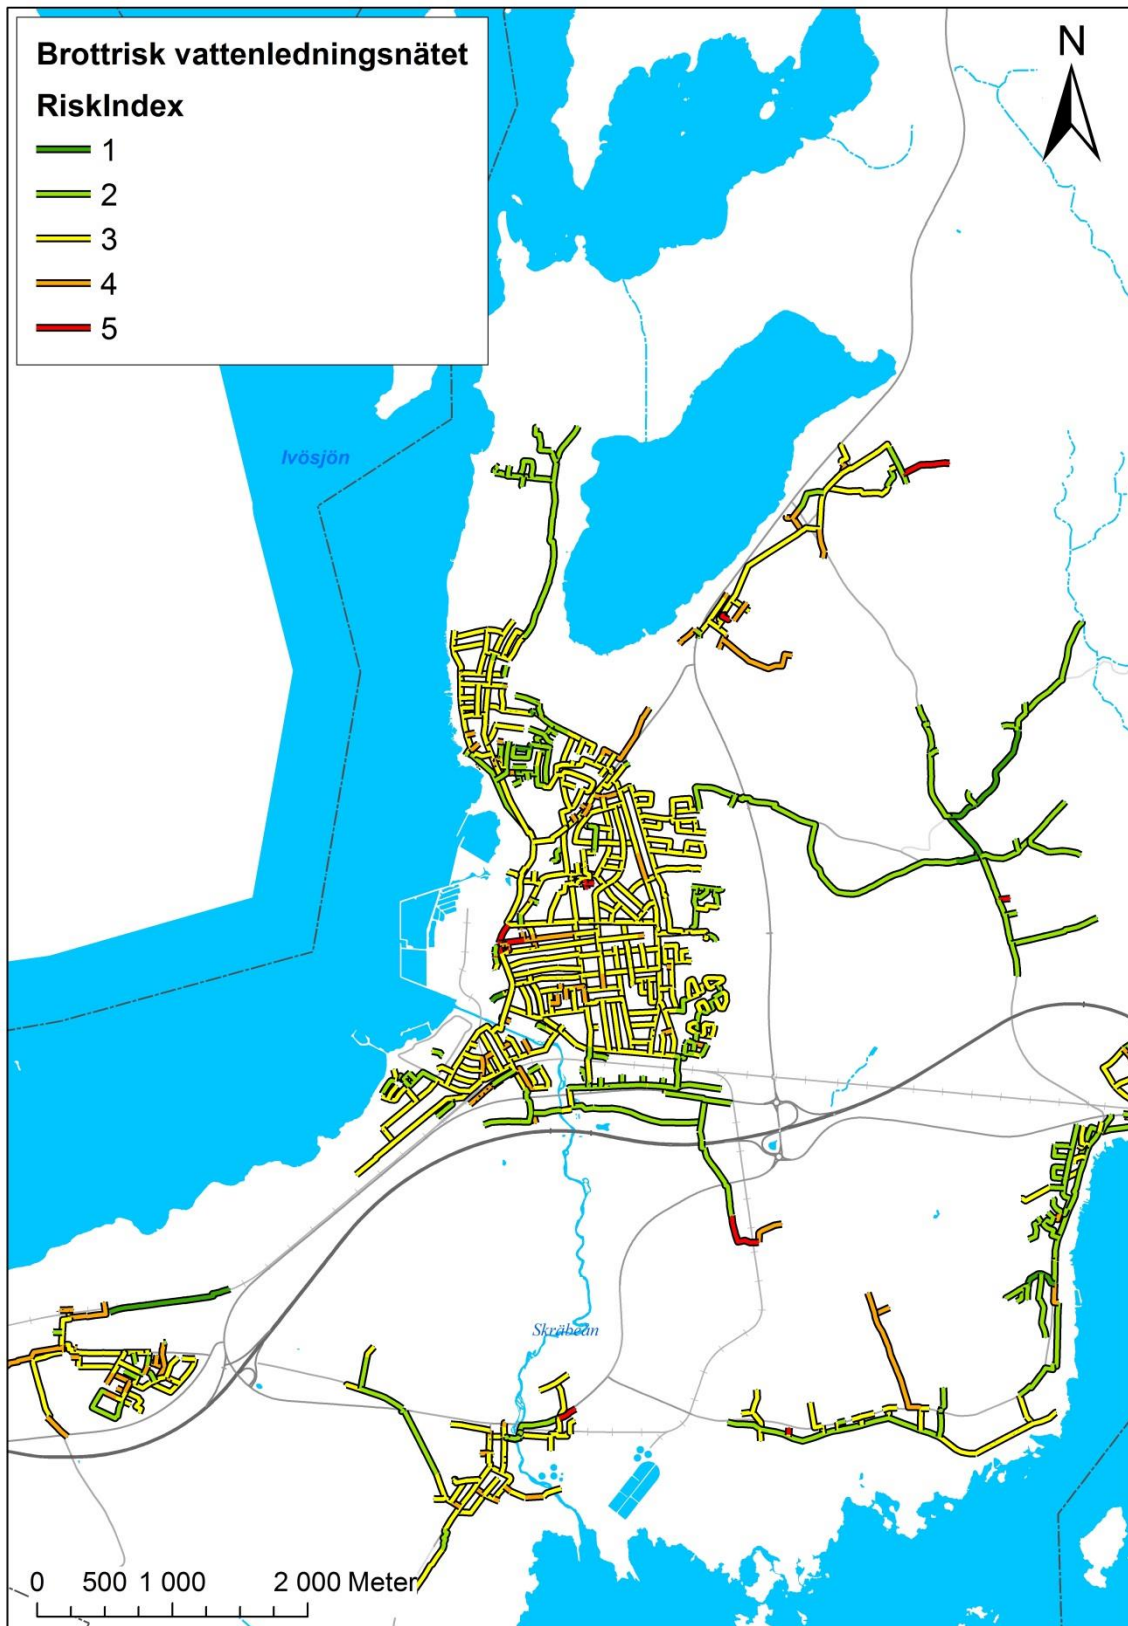 Brottrisk vattenledningsnätet
RiskIndex
1
2
3
4
5
N
Ivösjön
Skräbeån
0 500 1 000 2 000 Meter